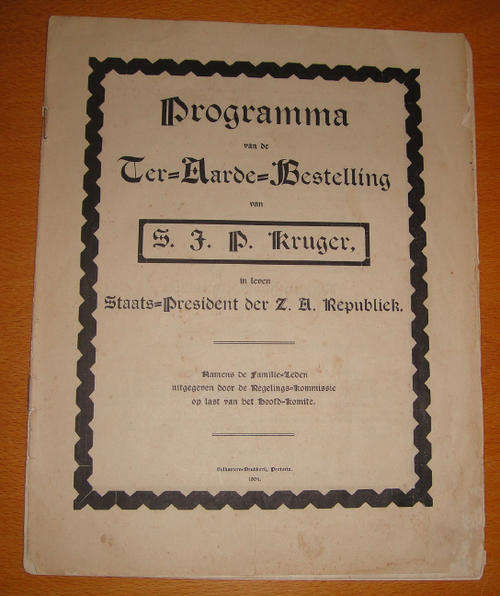 Programma
van de
Ter=Aarde=Bestelling
van
S. J. P. Kruger,
in leven
Staats=President der Z. A. Republiek.
Namens de Familie=Leden
uitgegeven door de Regelings=Kommissie
op last van het Hoofd=Komite.
Volksstem=Drukkerij, Pretoria.
1904.